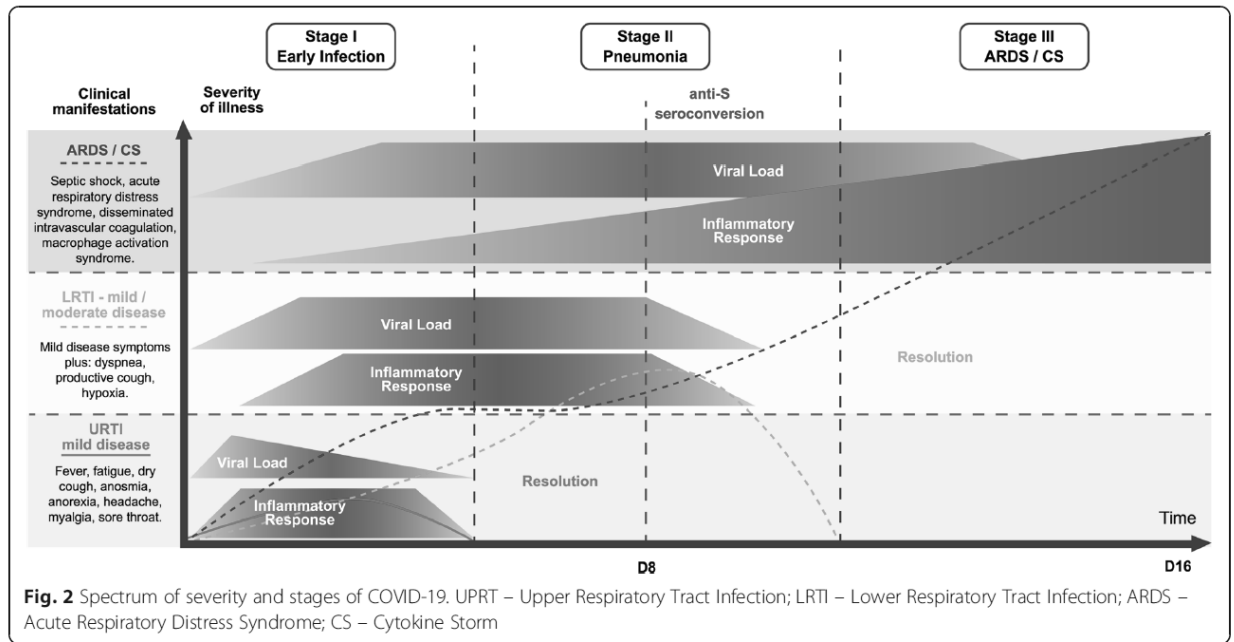 Stage I
Early Infection
Stage II
Pneumonia
Stage III
ARDS / CS
Clinical
manifestations
Severity
of illness
anti-S
seroconversion
ARDS / CS
Septic shock, acute
respiratory distress
syndrome, disseminated
intravascular coagulation,
macrophage activation
syndrome.
Viral Load
Inflammatory
Response
LRTI - mild /
moderate disease
Mild disease symptoms
plus: dyspnea,
productive cough,
hypoxia.
Viral Load
Inflammatory
Response
Resolution
URTI
mild disease
Fever, fatigue, dry
cough, anosmia,
anorexia, headache,
myalgia, sore throat.
Viral Load
Inflammatory
Response
Resolution
Time
D8
D16
Fig. 2 Spectrum of severity and stages of COVID-19. UPRT – Upper Respiratory Tract Infection; LRTI – Lower Respiratory Tract Infection; ARDS –
Acute Respiratory Distress Syndrome; CS – Cytokine Storm